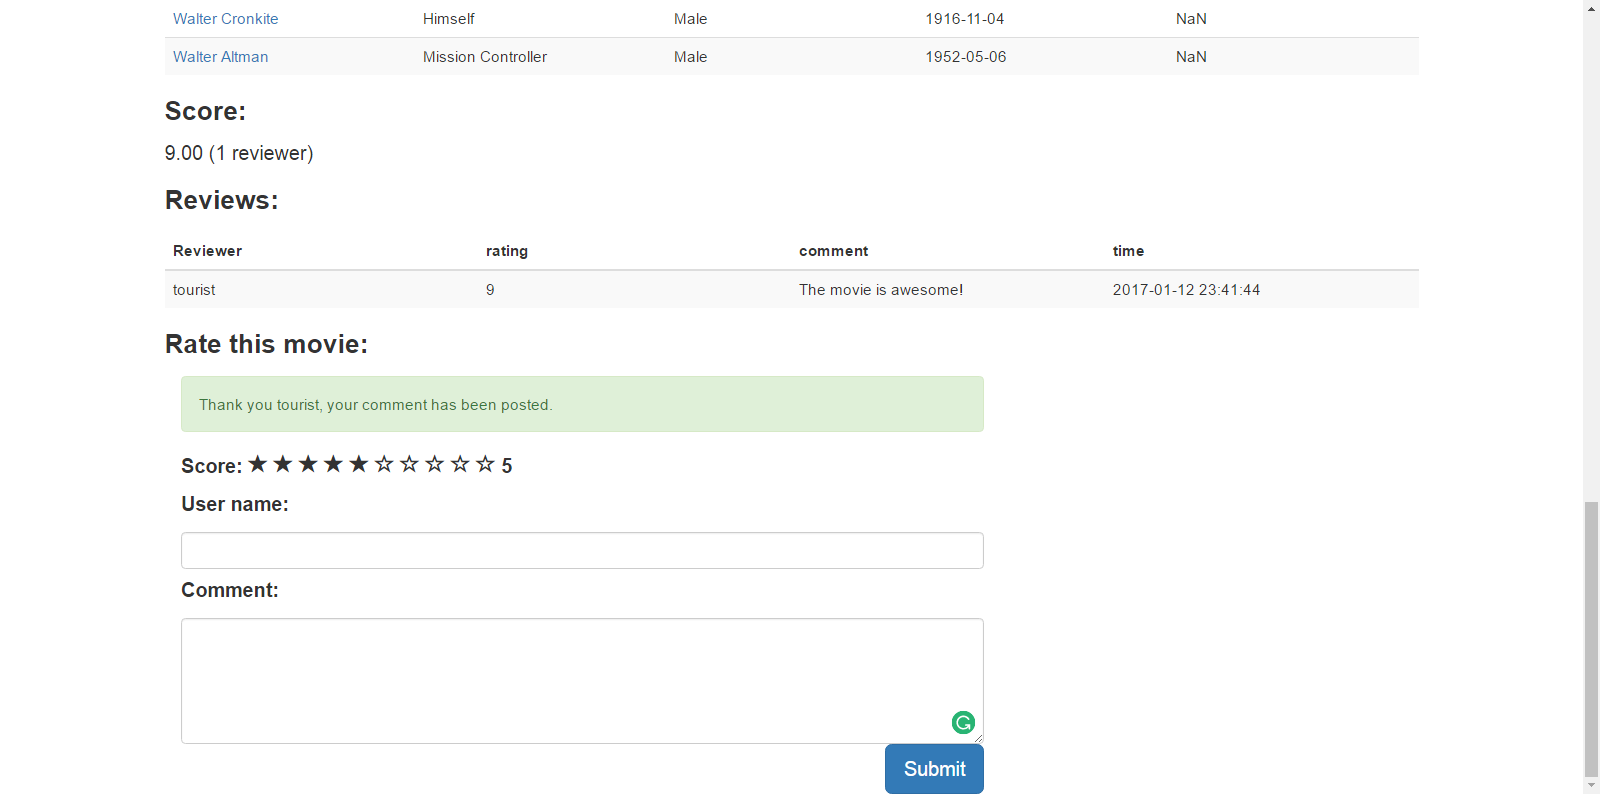 Walter Cronkite Himself Male 1916-11-04 NaN
Walter Altman Mission Controller Male 1952-05-06 NaN
Score:
9.00 (1 reviewer)
Reviews:
Reviewer rating comment time
tourist 9 The movie is awesome! 2017-01-12 23:41:44
Rate this movie:
Thank you tourist, your comment has been posted.
Score: ★ ★ ★ ★ ★ ☆ ☆ ☆ ☆ ☆ 5
User name:
Comment:
Submit